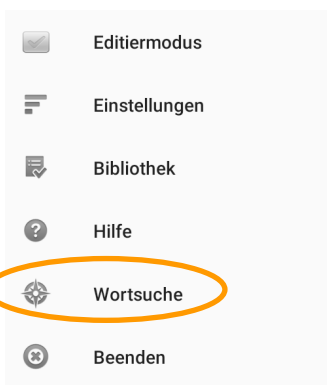 Editiermodus
Einstellungen
Bibliothek
Hilfe
Wortsuche
Beenden